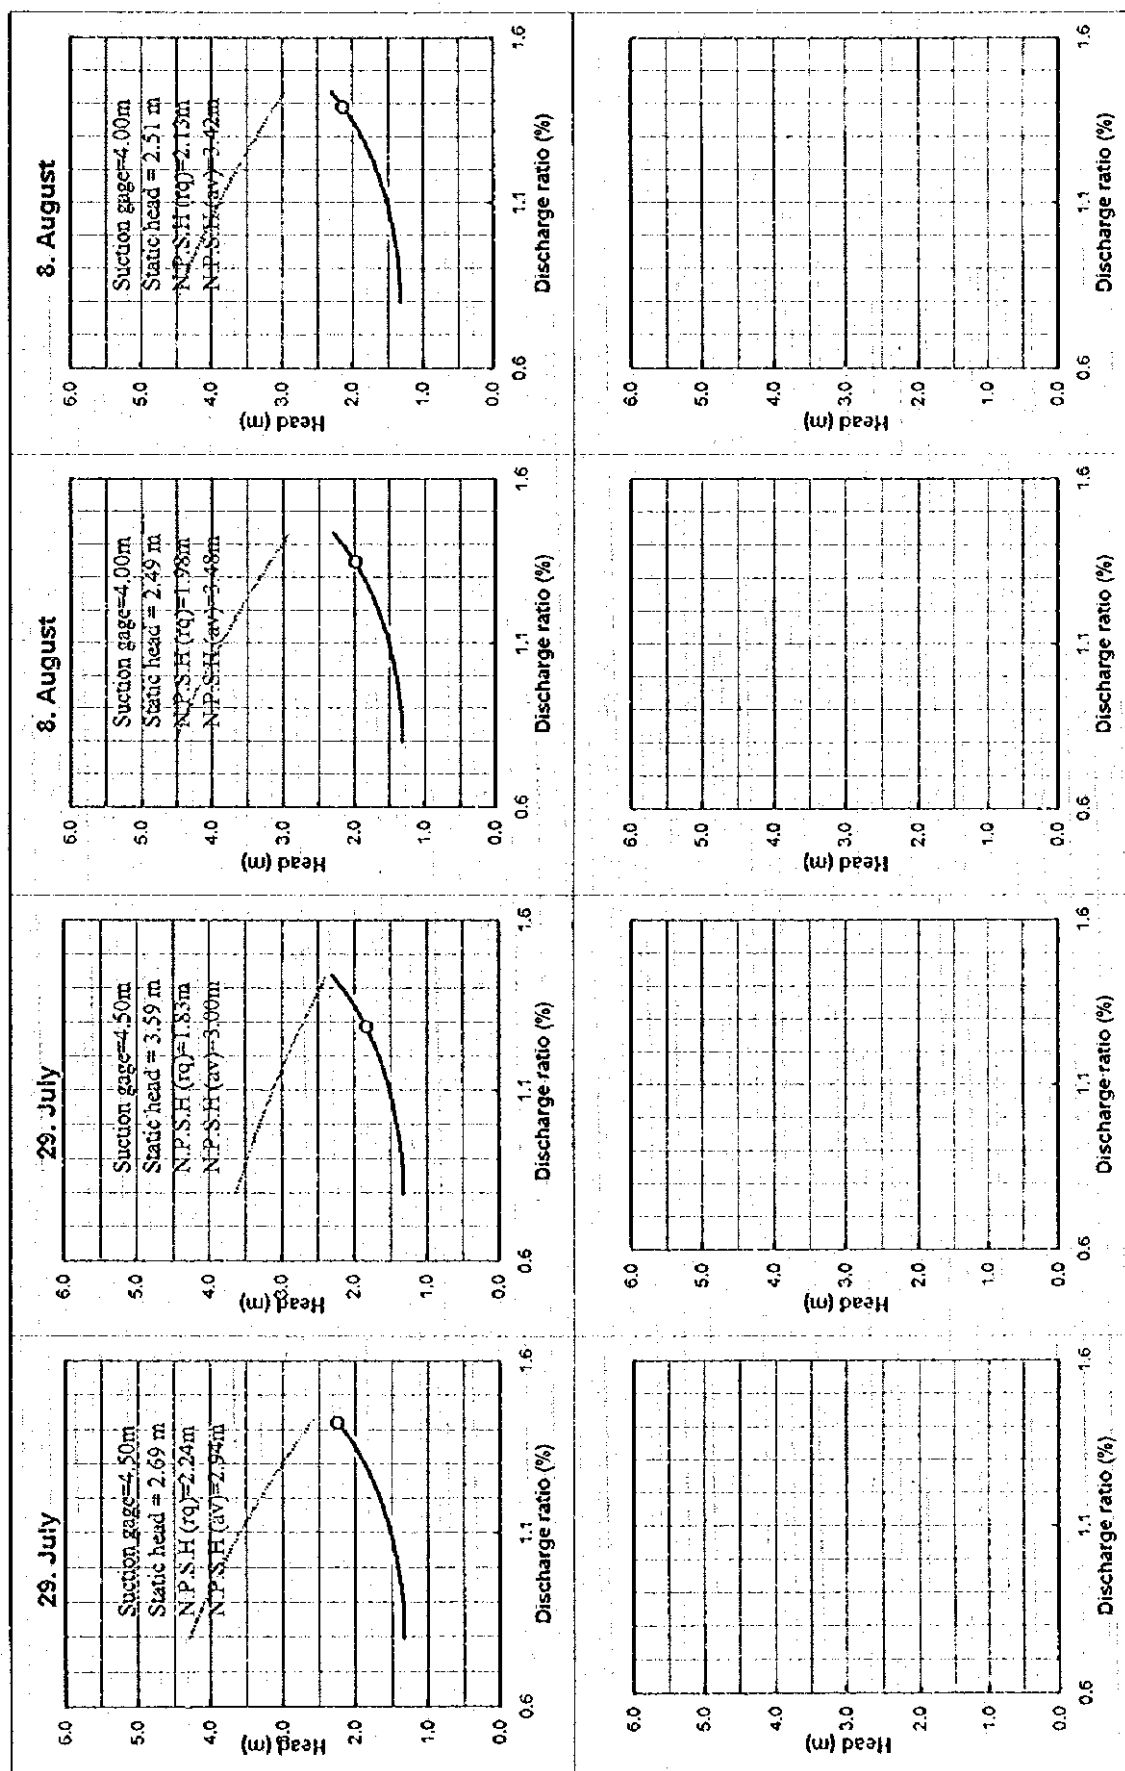 29. July
6.0
5.0
4.0
3.0
2.0
1.0
0.0
Head (m)
Suction gage=4.50m
Static head = 2.69 m
N.P.S.H (rq)=2.24m
N.P.S.H (av)=2.94m
0.6
1.1
1.6
Discharge ratio (%)
29. July
6.0
5.0
4.0
3.0
2.0
1.0
0.0
Head (m)
Suction gage=4.50m
Static head = 3.59 m
N.P.S.H (rq)=1.83m
N.P.S.H (av)=3.00m
0.6
1.1
1.6
Discharge ratio (%)
8. August
6.0
5.0
4.0
3.0
2.0
1.0
0.0
Head (m)
Suction gage=4.00m
Static head = 2.49 m
N.P.S.H (rq)=1.98m
N.P.S.H (av)=3.48m
0.6
1.1
1.6
Discharge ratio (%)
8. August
6.0
5.0
4.0
3.0
2.0
1.0
0.0
Head (m)
Suction gage=4.00m
Static head = 2.51 m
N.P.S.H (rq)=2.13m
N.P.S.H (av)=3.42m
0.6
1.1
1.6
Discharge ratio (%)
6.0
5.0
4.0
3.0
2.0
1.0
0.0
Head (m)
0.6
1.1
1.6
Discharge ratio (%)
6.0
5.0
4.0
3.0
2.0
1.0
0.0
Head (m)
0.6
1.1
1.6
Discharge ratio (%)
6.0
5.0
4.0
3.0
2.0
1.0
0.0
Head (m)
0.6
1.1
1.6
Discharge ratio (%)
6.0
5.0
4.0
3.0
2.0
1.0
0.0
Head (m)
0.6
1.1
1.6
Discharge ratio (%)